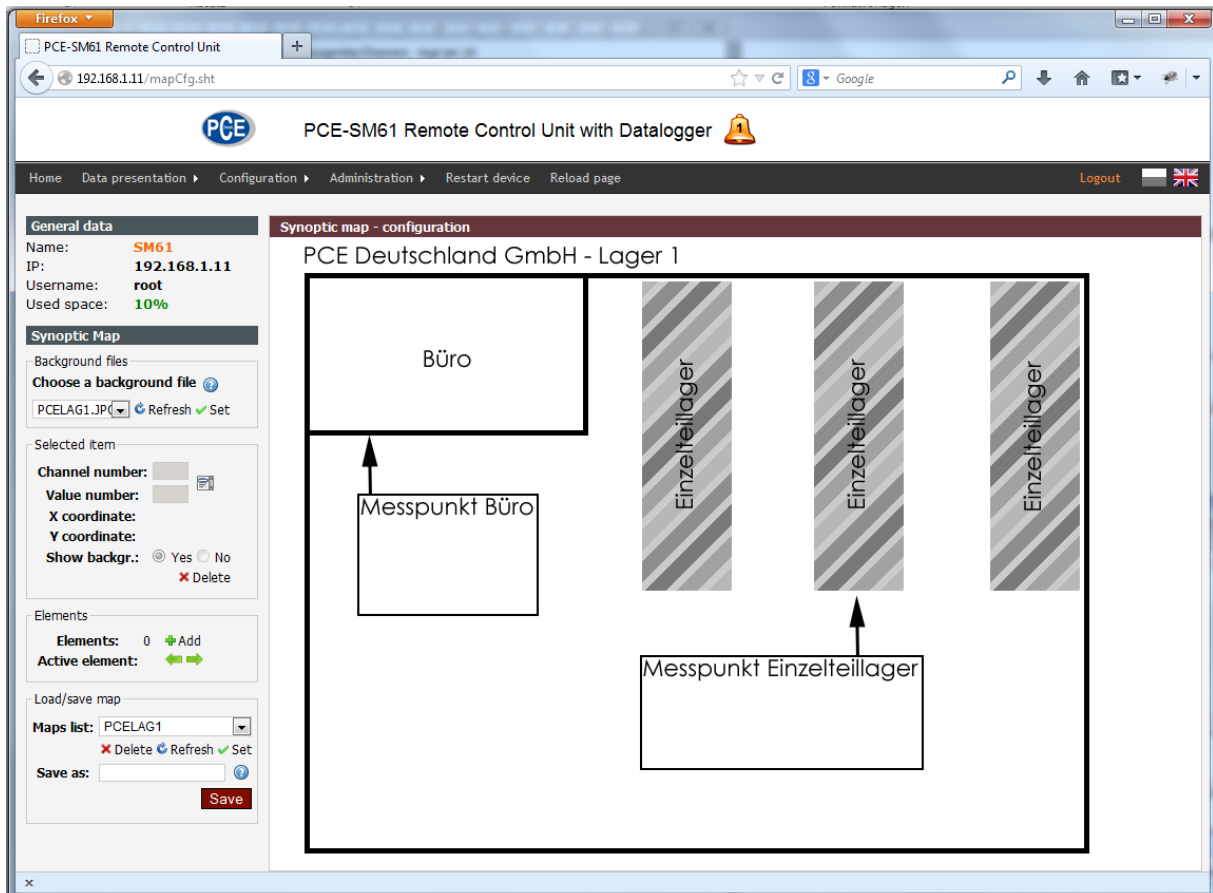 Firefox
PCE-SM61 Remote Control Unit
192.168.1.11/mapCfg.sht
Google
PCE
PCE-SM61 Remote Control Unit with Datalogger
1
Home Data presentation Configuration Administration Restart device Reload page Logout
General data
Name: SM61
IP: 192.168.1.11
Username: root
Used space: 10%
Synoptic Map
Background files
Choose a background file
PCELAG1.JPG Refresh Set
Selected item
Channel number:
Value number:
X coordinate:
Y coordinate:
Show backgr.: Yes No
Delete
Elements
Elements: 0 Add
Active element:
Load/save map
Maps list: PCELAG1
Delete Refresh Set
Save as:
Save
Synoptic map - configuration
PCE Deutschland GmbH - Lager 1
Büro
Einzelteillager
Einzelteillager
Einzelteillager
Messpunkt Büro
Messpunkt Einzelteillager